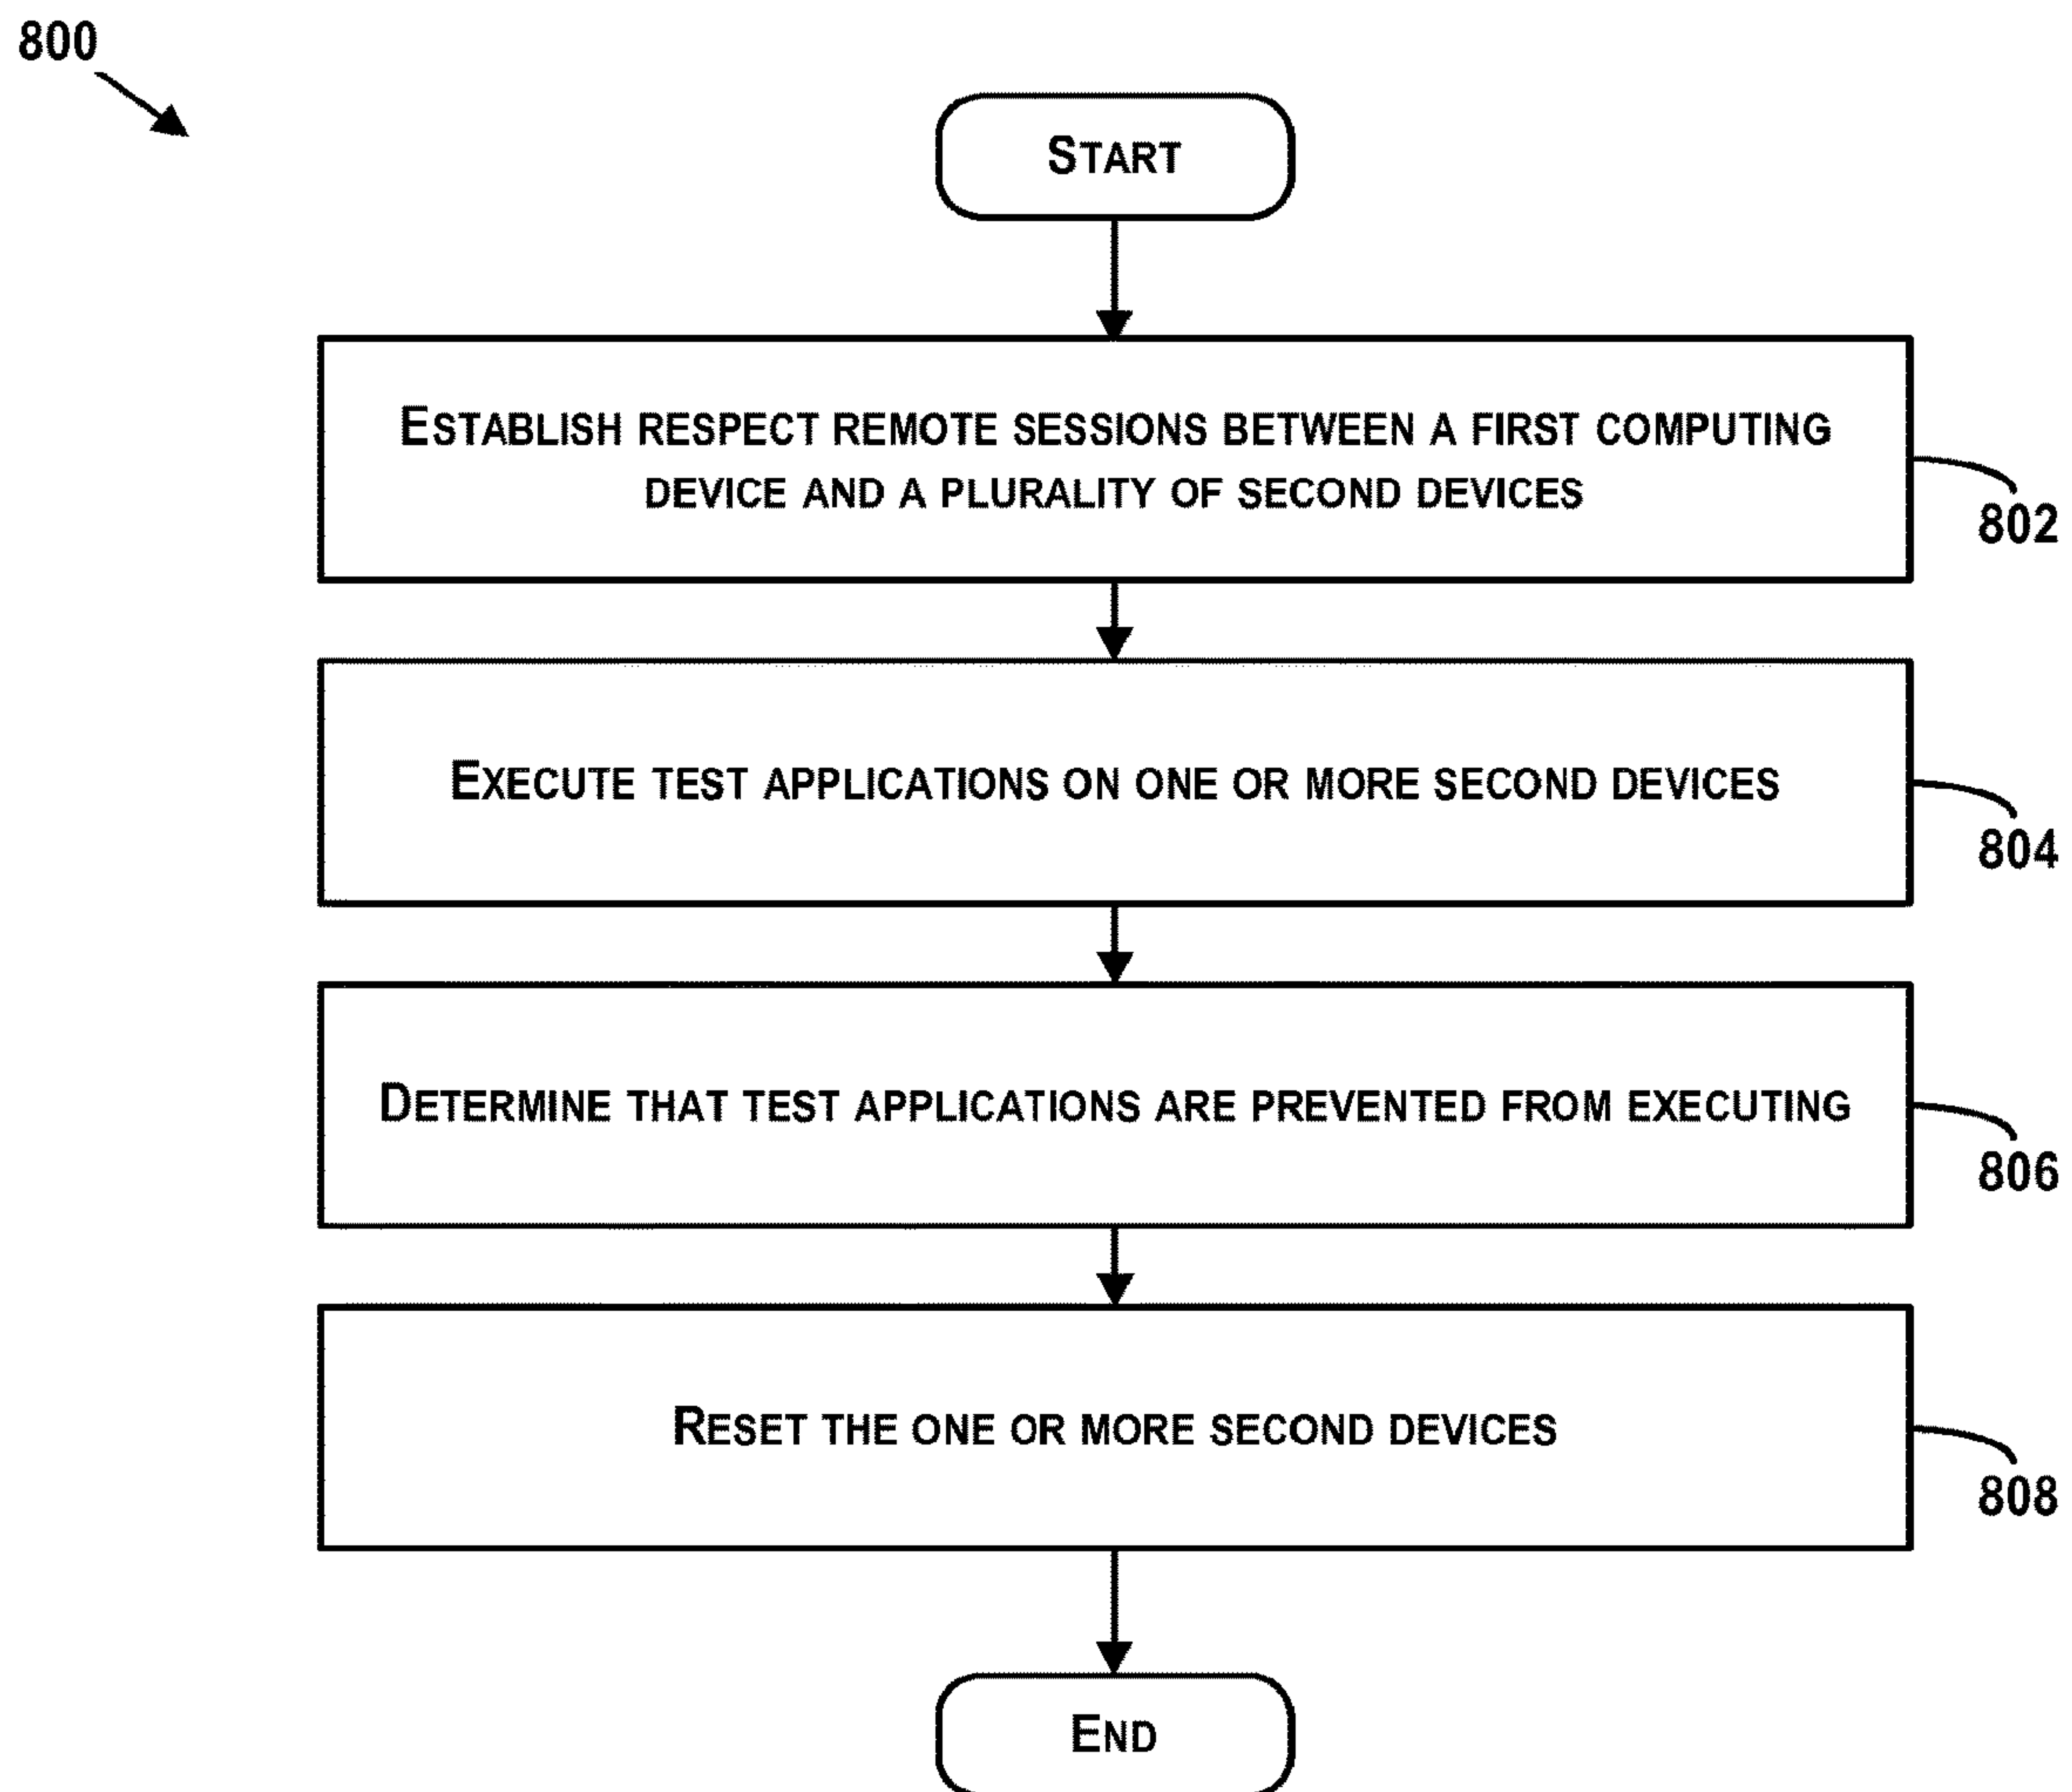 800
START
ESTABLISH RESPECT REMOTE SESSIONS BETWEEN A FIRST COMPUTING
DEVICE AND A PLURALITY OF SECOND DEVICES
802
EXECUTE TEST APPLICATIONS ON ONE OR MORE SECOND DEVICES
804
DETERMINE THAT TEST APPLICATIONS ARE PREVENTED FROM EXECUTING
806
RESET THE ONE OR MORE SECOND DEVICES
808
END